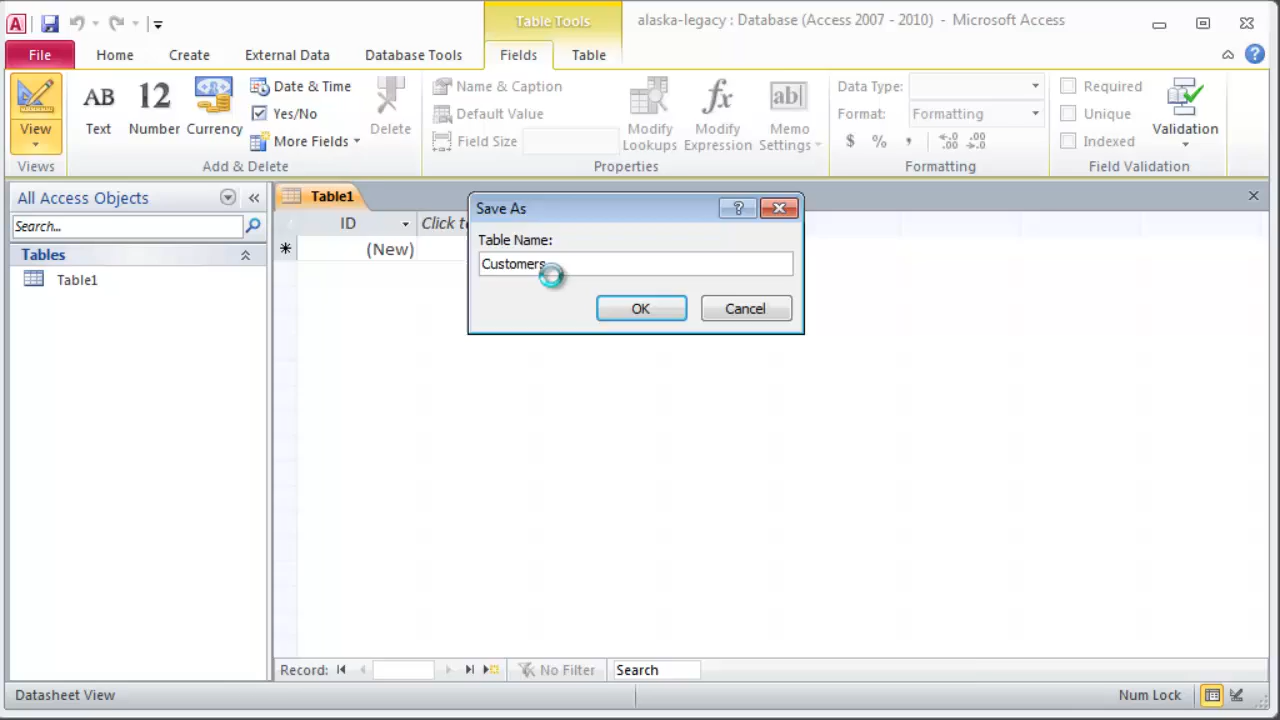 Table Tools
alaska-legacy : Database (Access 2007 - 2010) - Microsoft Access
File Home Create External Data Database Tools Fields Table
View
Views
AB Text
12 Number
Currency
Date & Time
Yes/No
More Fields
Delete
Add & Delete
Name & Caption
Default Value
Field Size
Modify Lookups
fx Modify Expression
ab| Memo Settings
Properties
Data Type:
Format: Formatting
$ % , .00 .00
Formatting
Required
Unique
Indexed
Validation
Field Validation
All Access Objects
Search...
Tables
Table1
Table1
ID Click t
(New)
Save As
Table Name:
Customers
OK Cancel
Record: No Filter Search
Datasheet View Num Lock